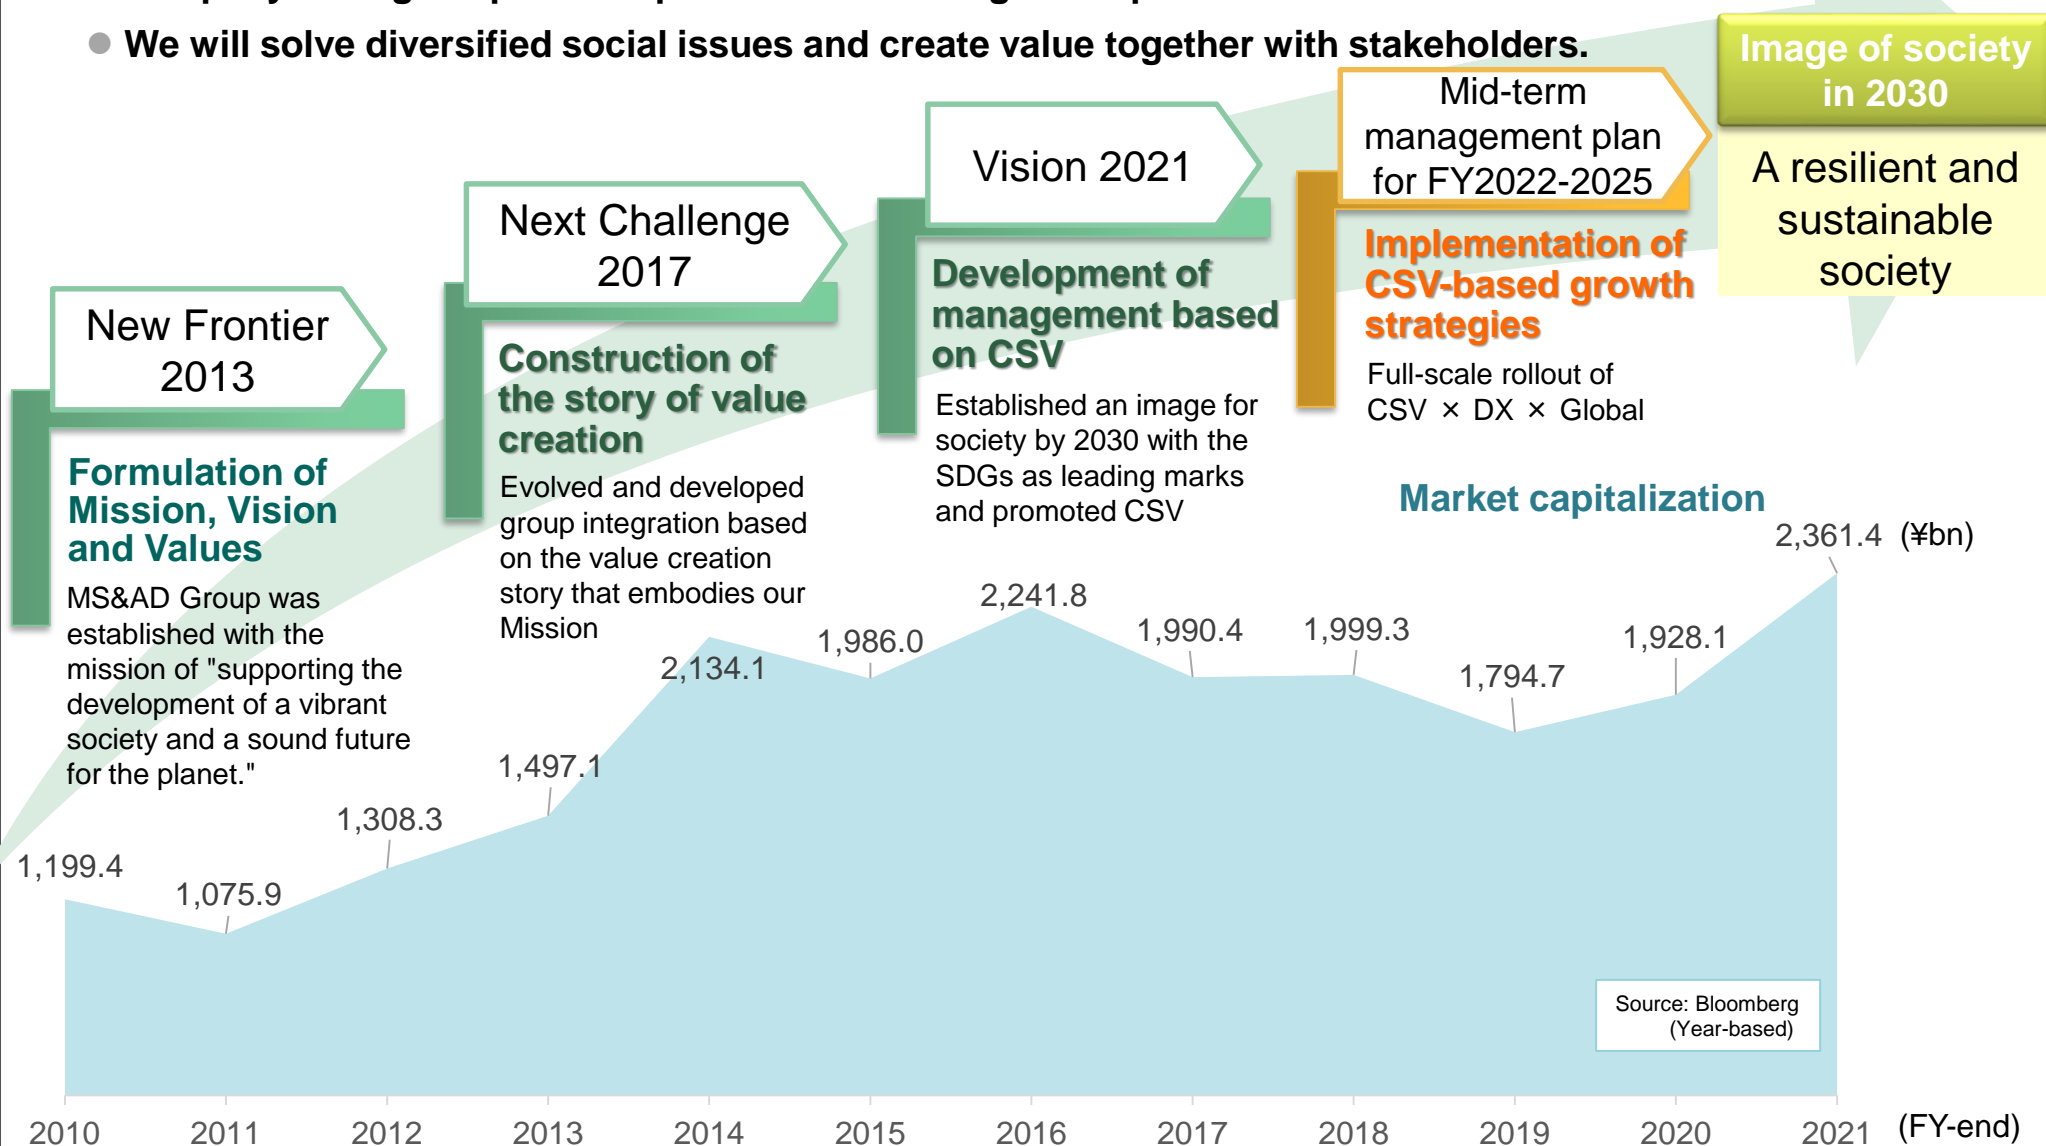 ● We will solve diversified social issues and create value together with stakeholders.
Image of society
in 2030
A resilient and
sustainable
society
Mid-term
management plan
for FY2022-2025
Implementation of
CSV-based growth
strategies
Full-scale rollout of
CSV × DX × Global
Vision 2021
Development of
management based
on CSV
Established an image for
society by 2030 with the
SDGs as leading marks
and promoted CSV
Next Challenge
2017
Construction of
the story of value
creation
Evolved and developed
group integration based
on the value creation
story that embodies our
Mission
New Frontier
2013
Formulation of
Mission, Vision
and Values
MS&AD Group was
established with the
mission of "supporting the
development of a vibrant
society and a sound future
for the planet."
Market capitalization
(¥bn)
1,199.4
1,075.9
1,308.3
1,497.1
2,134.1
1,986.0
2,241.8
1,990.4
1,999.3
1,794.7
1,928.1
2,361.4
Source: Bloomberg
(Year-based)
2010 2011 2012 2013 2014 2015 2016 2017 2018 2019 2020 2021 (FY-end)